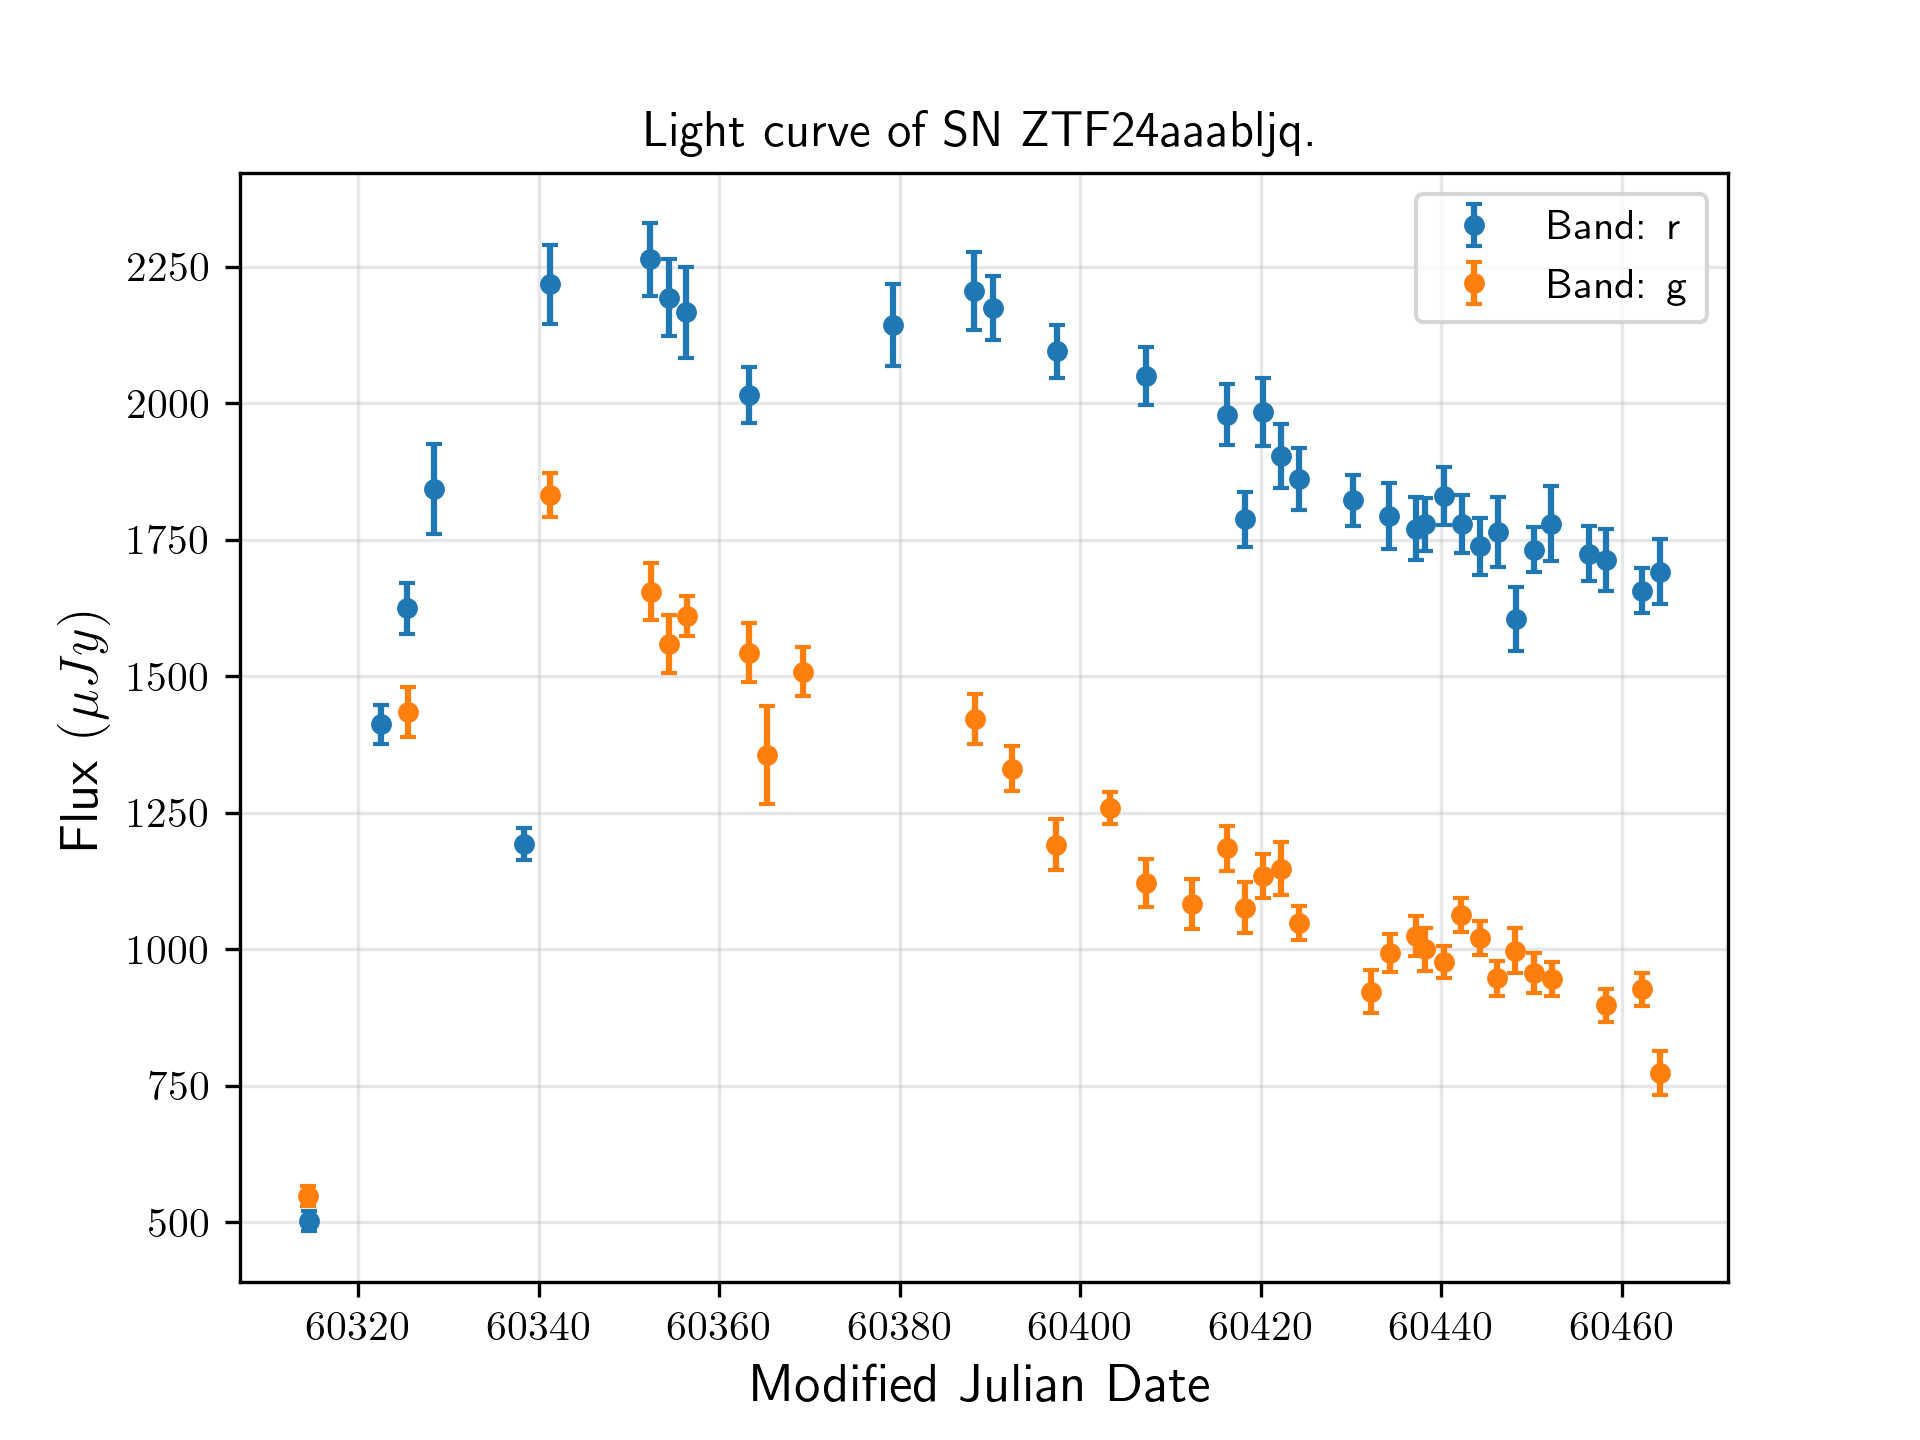 Light curve of SN ZTF24aaabljq.
Band: r
Band: g
Flux (μJy)
2250
2000
1750
1500
1250
1000
750
500
60320 60340 60360 60380 60400 60420 60440 60460
Modified Julian Date